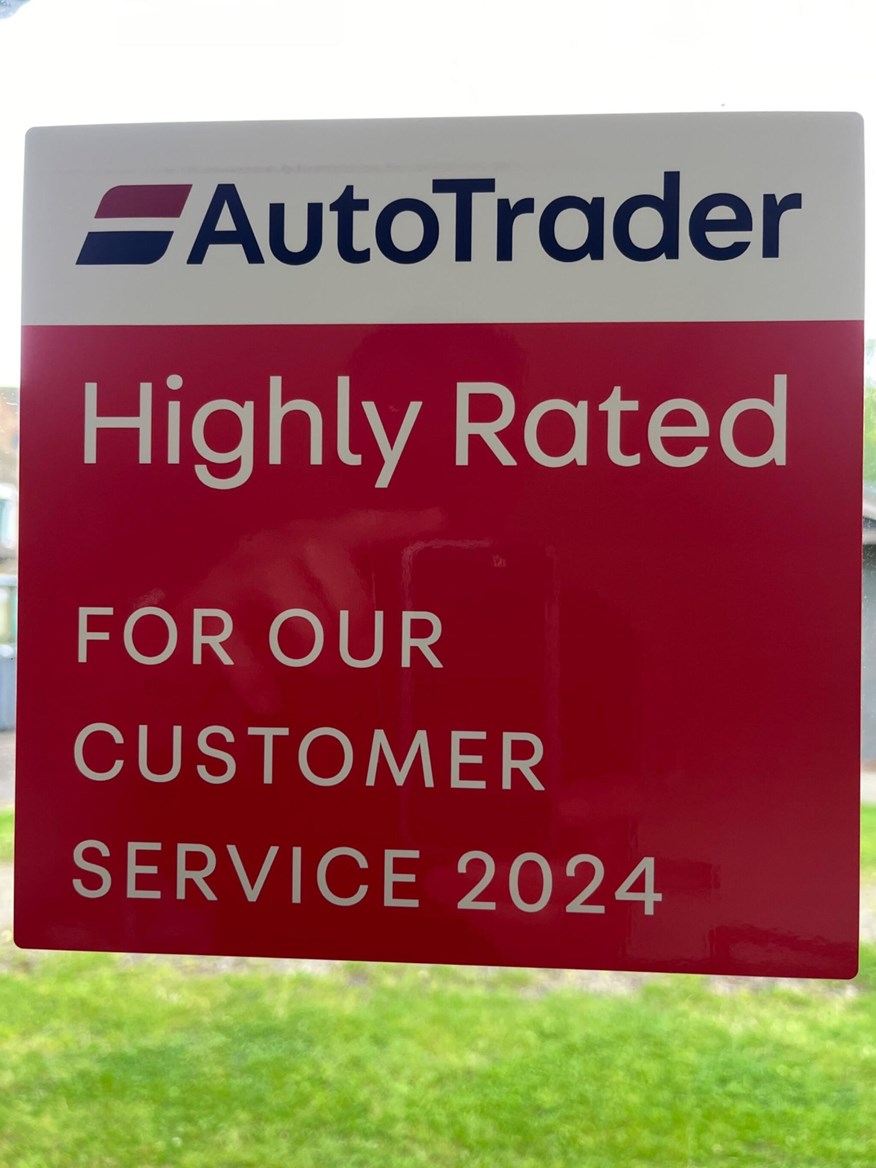 AutoTrader
Highly Rated
FOR OUR
CUSTOMER
SERVICE 2024